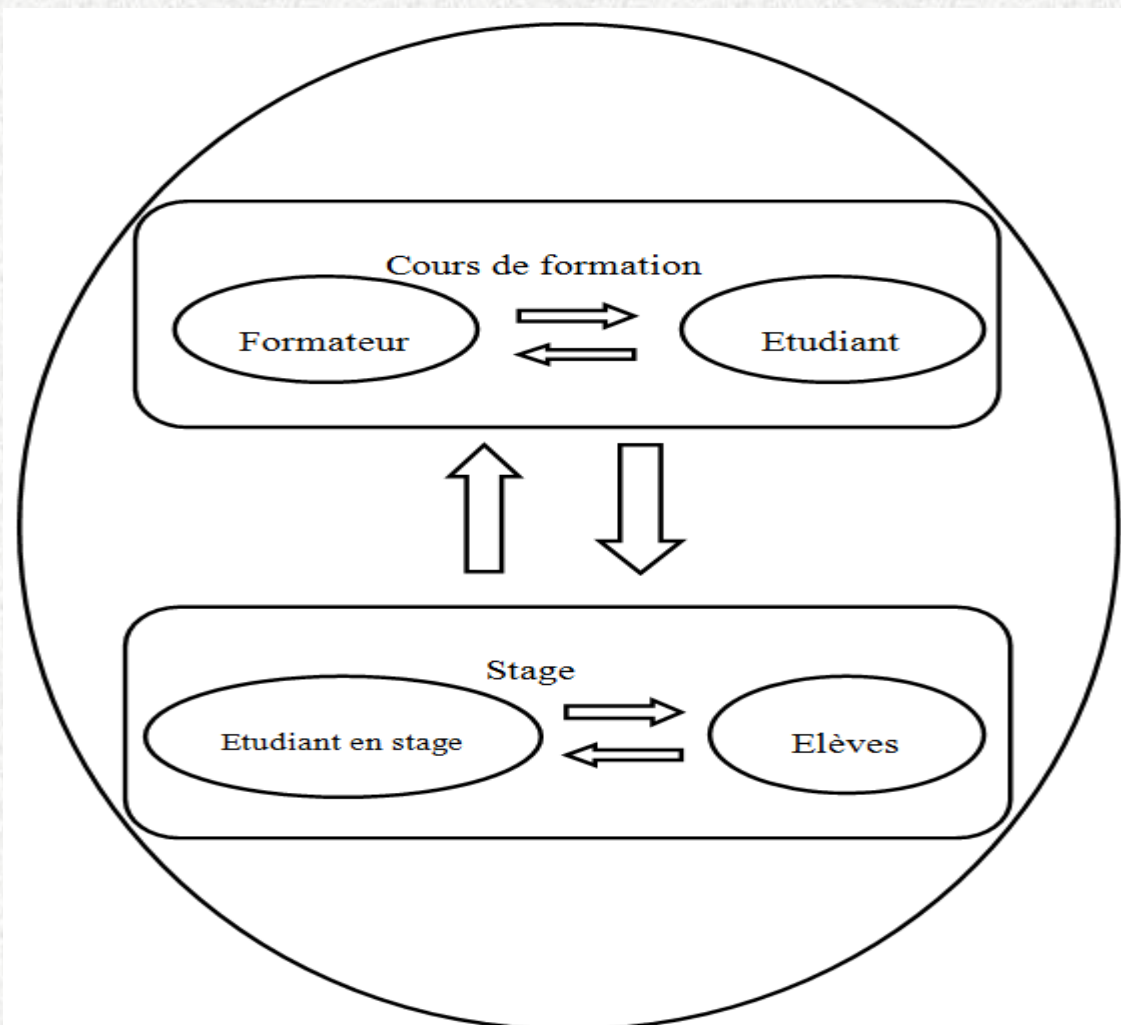 Cours de formation
Formateur
Etudiant
Stage
Etudiant en stage
Elèves